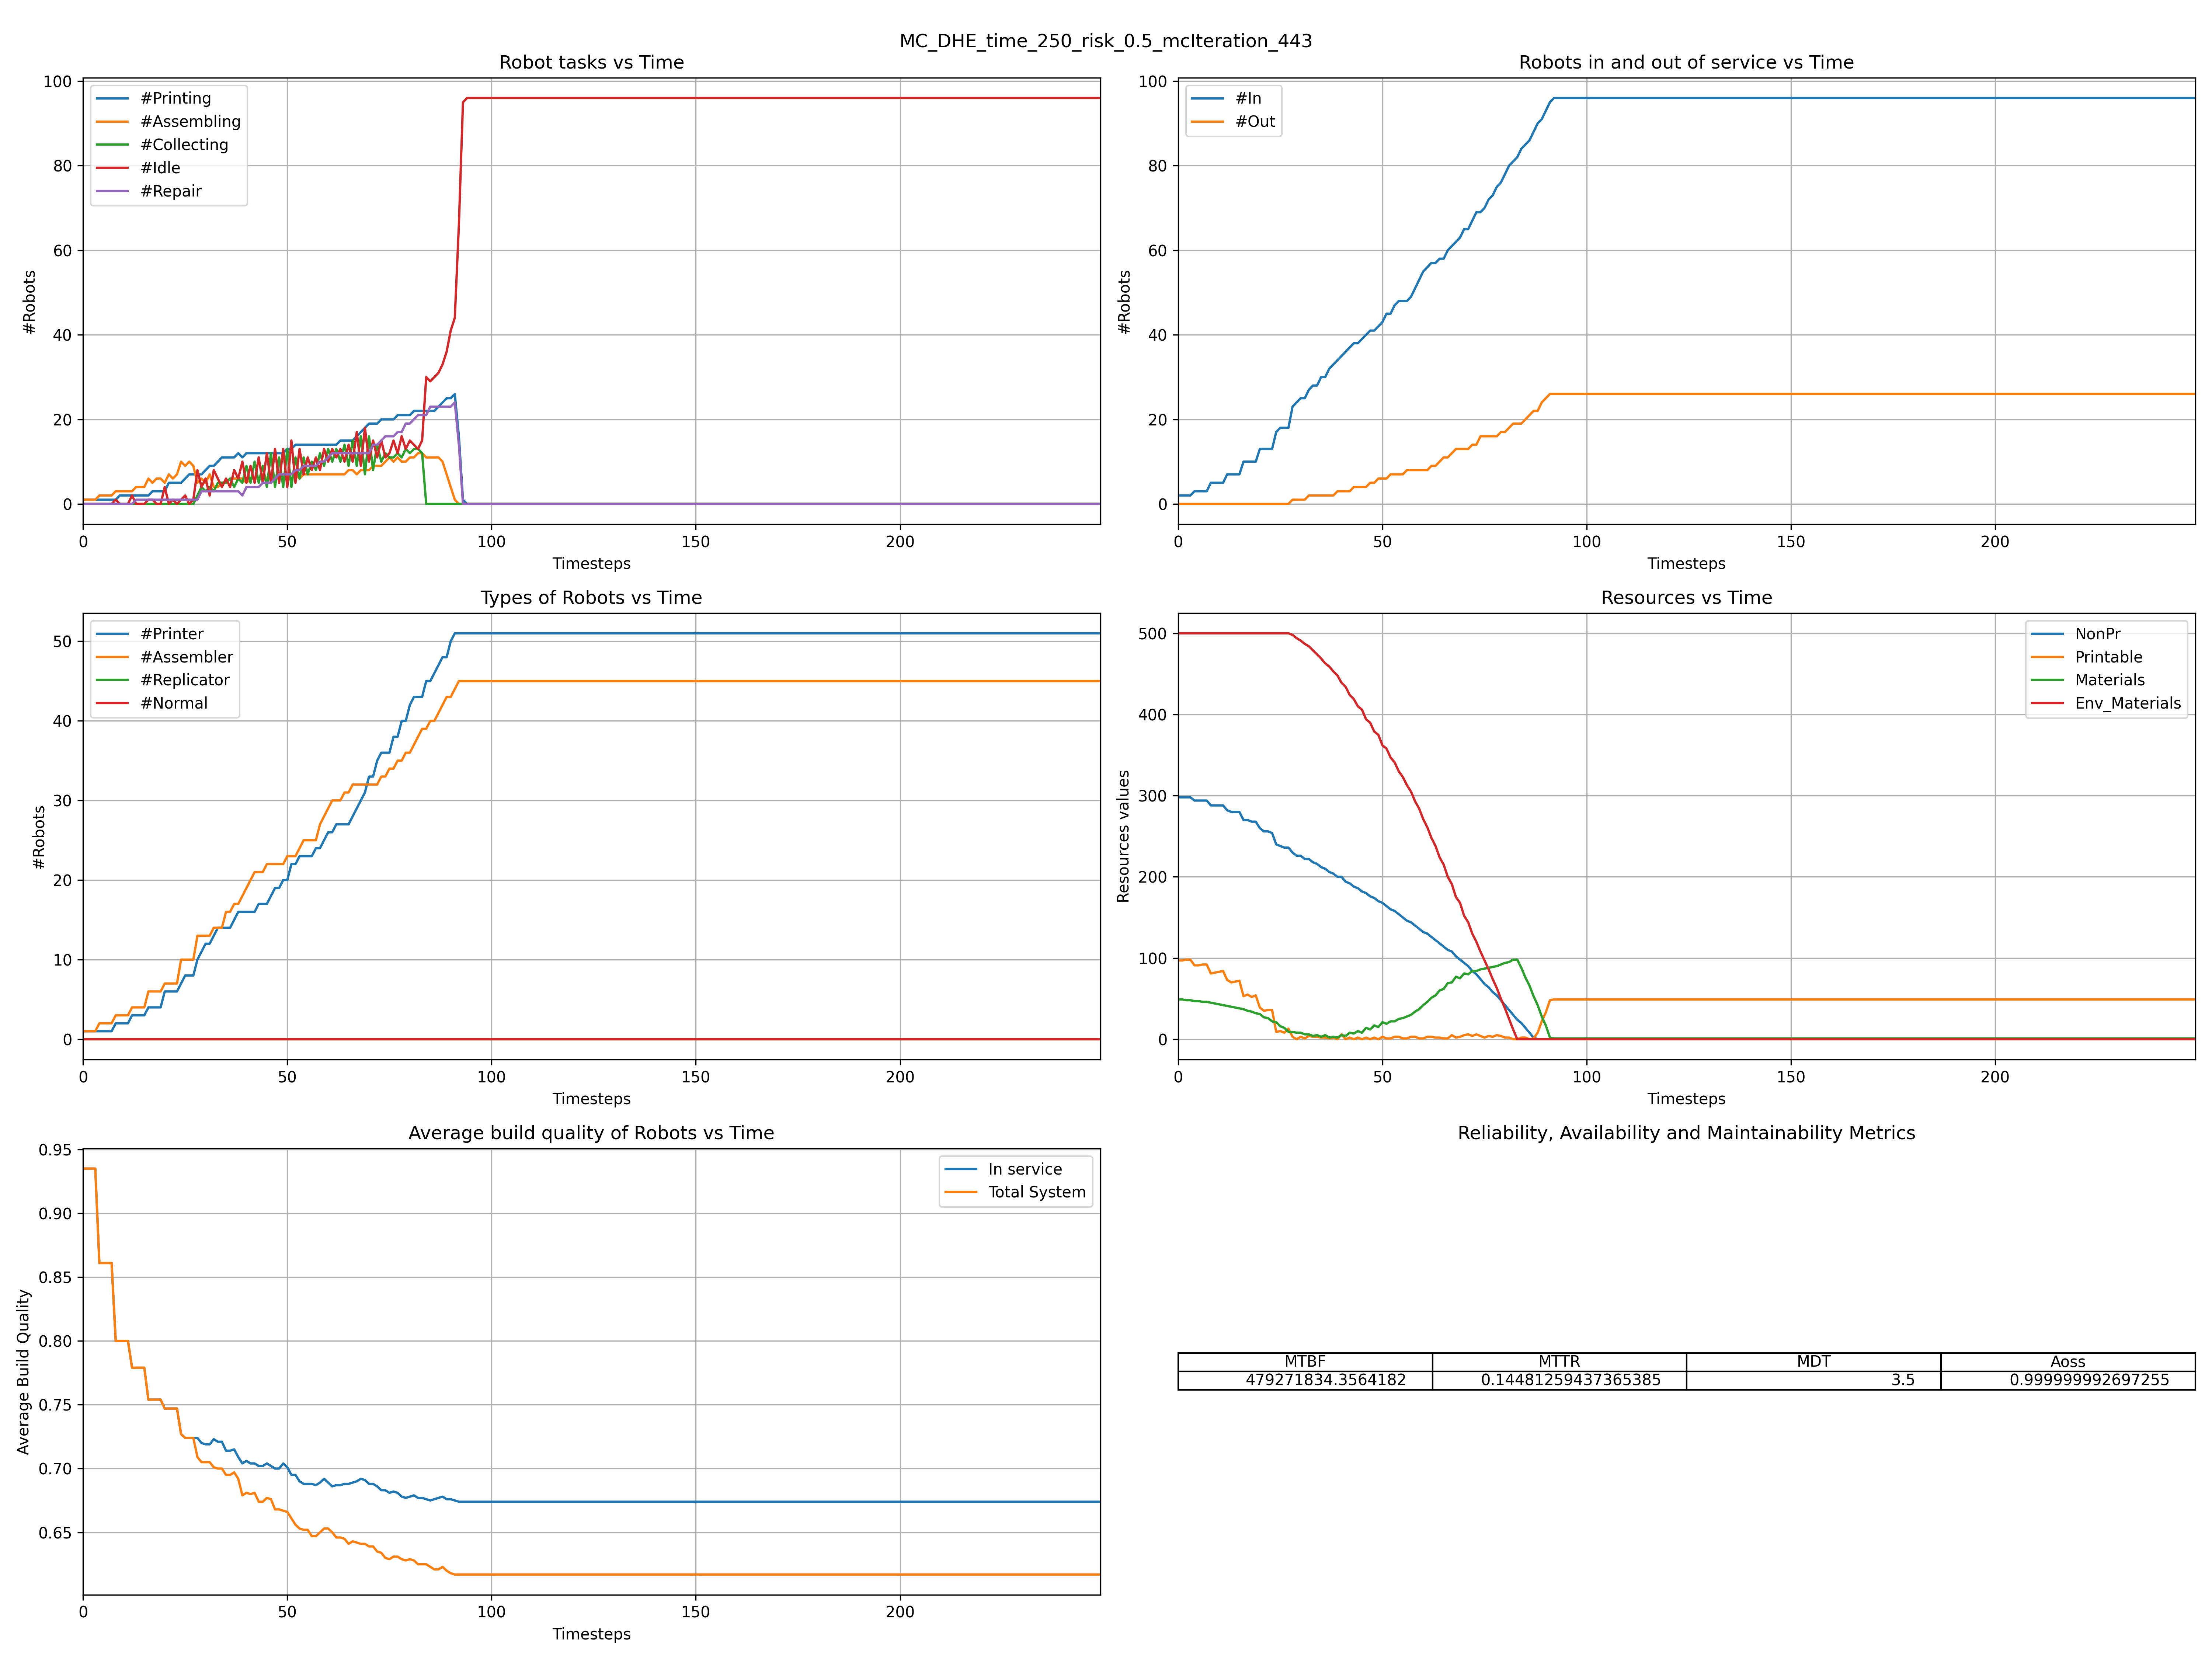 MC_DHE_time_250_risk_0.5_mcIteration_443
Robot tasks vs Time
#Robots
100
80
60
40
20
0
#Printing
#Assembling
#Collecting
#Idle
#Repair
0 50 100 150 200
Timesteps
Robots in and out of service vs Time
#Robots
100
80
60
40
20
0
#In
#Out
0 50 100 150 200
Timesteps
Types of Robots vs Time
#Robots
50
40
30
20
10
0
#Printer
#Assembler
#Replicator
#Normal
0 50 100 150 200
Timesteps
Resources vs Time
Resources values
500
400
300
200
100
0
NonPr
Printable
Materials
Env_Materials
0 50 100 150 200
Timesteps
Average build quality of Robots vs Time
Average Build Quality
0.95
0.90
0.85
0.80
0.75
0.70
0.65
In service
Total System
0 50 100 150 200
Timesteps
Reliability, Availability and Maintainability Metrics
MTBF MTTR MDT Aoss
479271834.3564182 0.14481259437365385 3.5 0.999999992697255